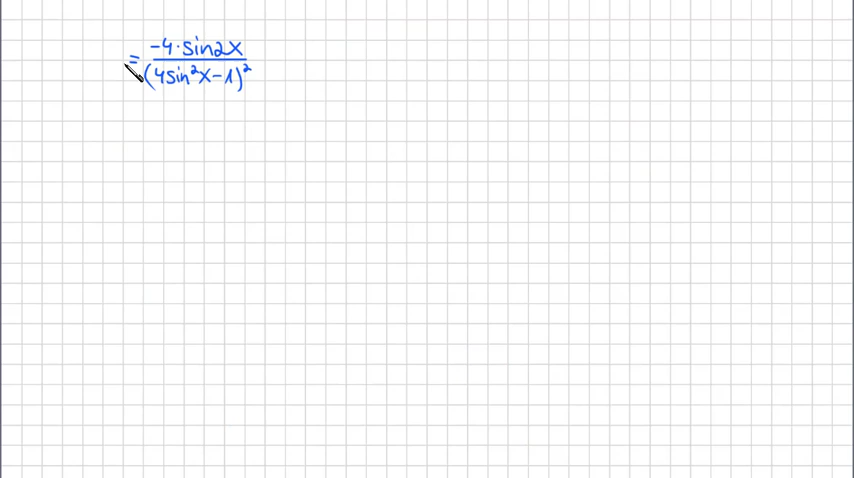 = -4·sin2x
(4sin²x-1)²